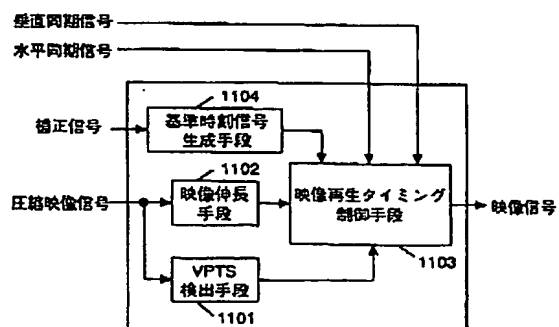 垂直同期信号
水平同期信号
補正信号
1104
基準時刻信号
生成手段
1102
圧縮映像信号
映像伸長
手段
映像再生タイミング
制御手段
映像信号
1103
VPTS
検出手段
1101